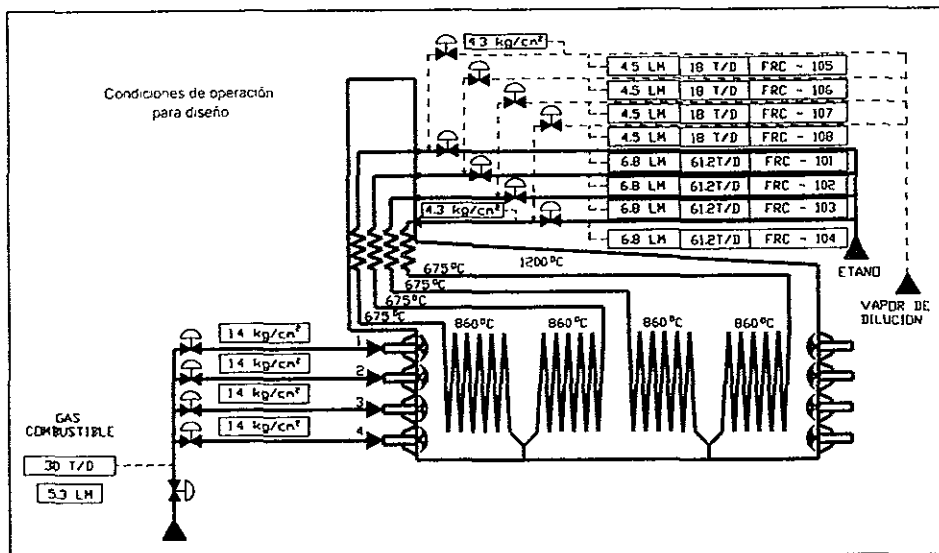 Condiciones de operación
para diseño
4.3 kg/cm²
4.5 LM 18 T/D FRC - 105
4.5 LM 18 T/D FRC - 106
4.5 LM 18 T/D FRC - 107
4.5 LM 18 T/D FRC - 108
6.8 LM 61.2T/D FRC - 101
6.8 LM 61.2T/D FRC - 102
6.8 LM 61.2T/D FRC - 103
6.8 LM 61.2T/D FRC - 104
4.3 kg/cm²
ETANO
VAPOR DE
DILUCION
1200°C
675°C
675°C
675°C
675°C
860°C 860°C 860°C 860°C
14 kg/cm²
1
14 kg/cm²
2
14 kg/cm²
3
14 kg/cm²
4
GAS
COMBUSTIBLE
30 T/D
5.3 LM